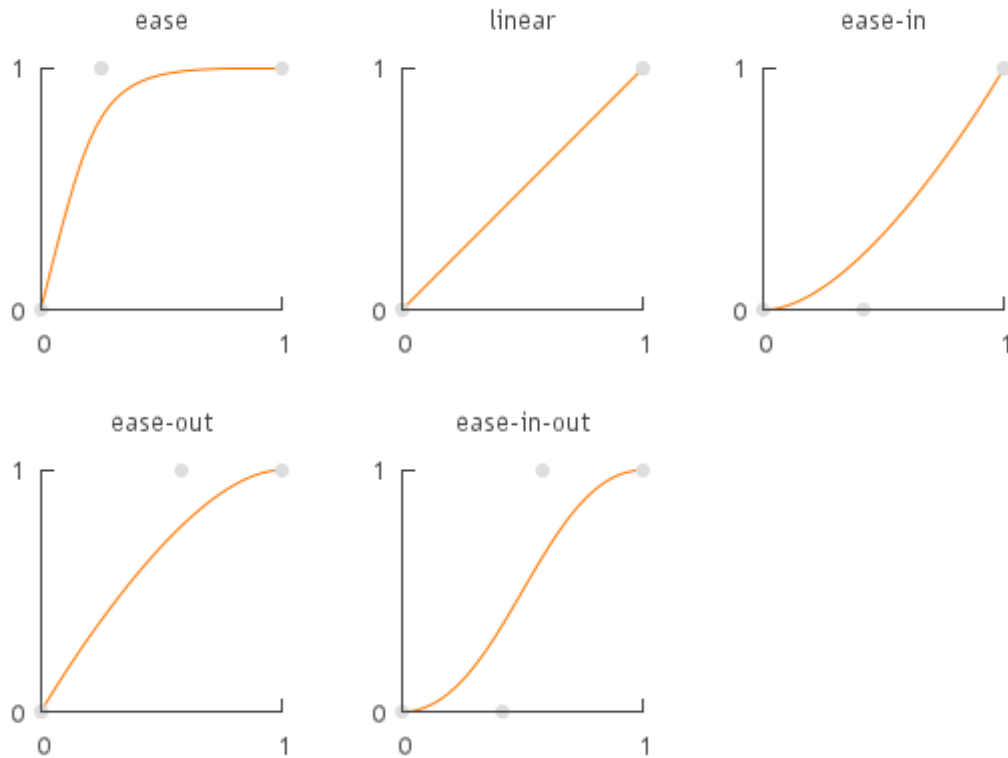 ease linear ease-in
1 1 1
0 0 0
0 1 0 1 0 1
ease-out ease-in-out
1 1
0 0
0 1 0 1